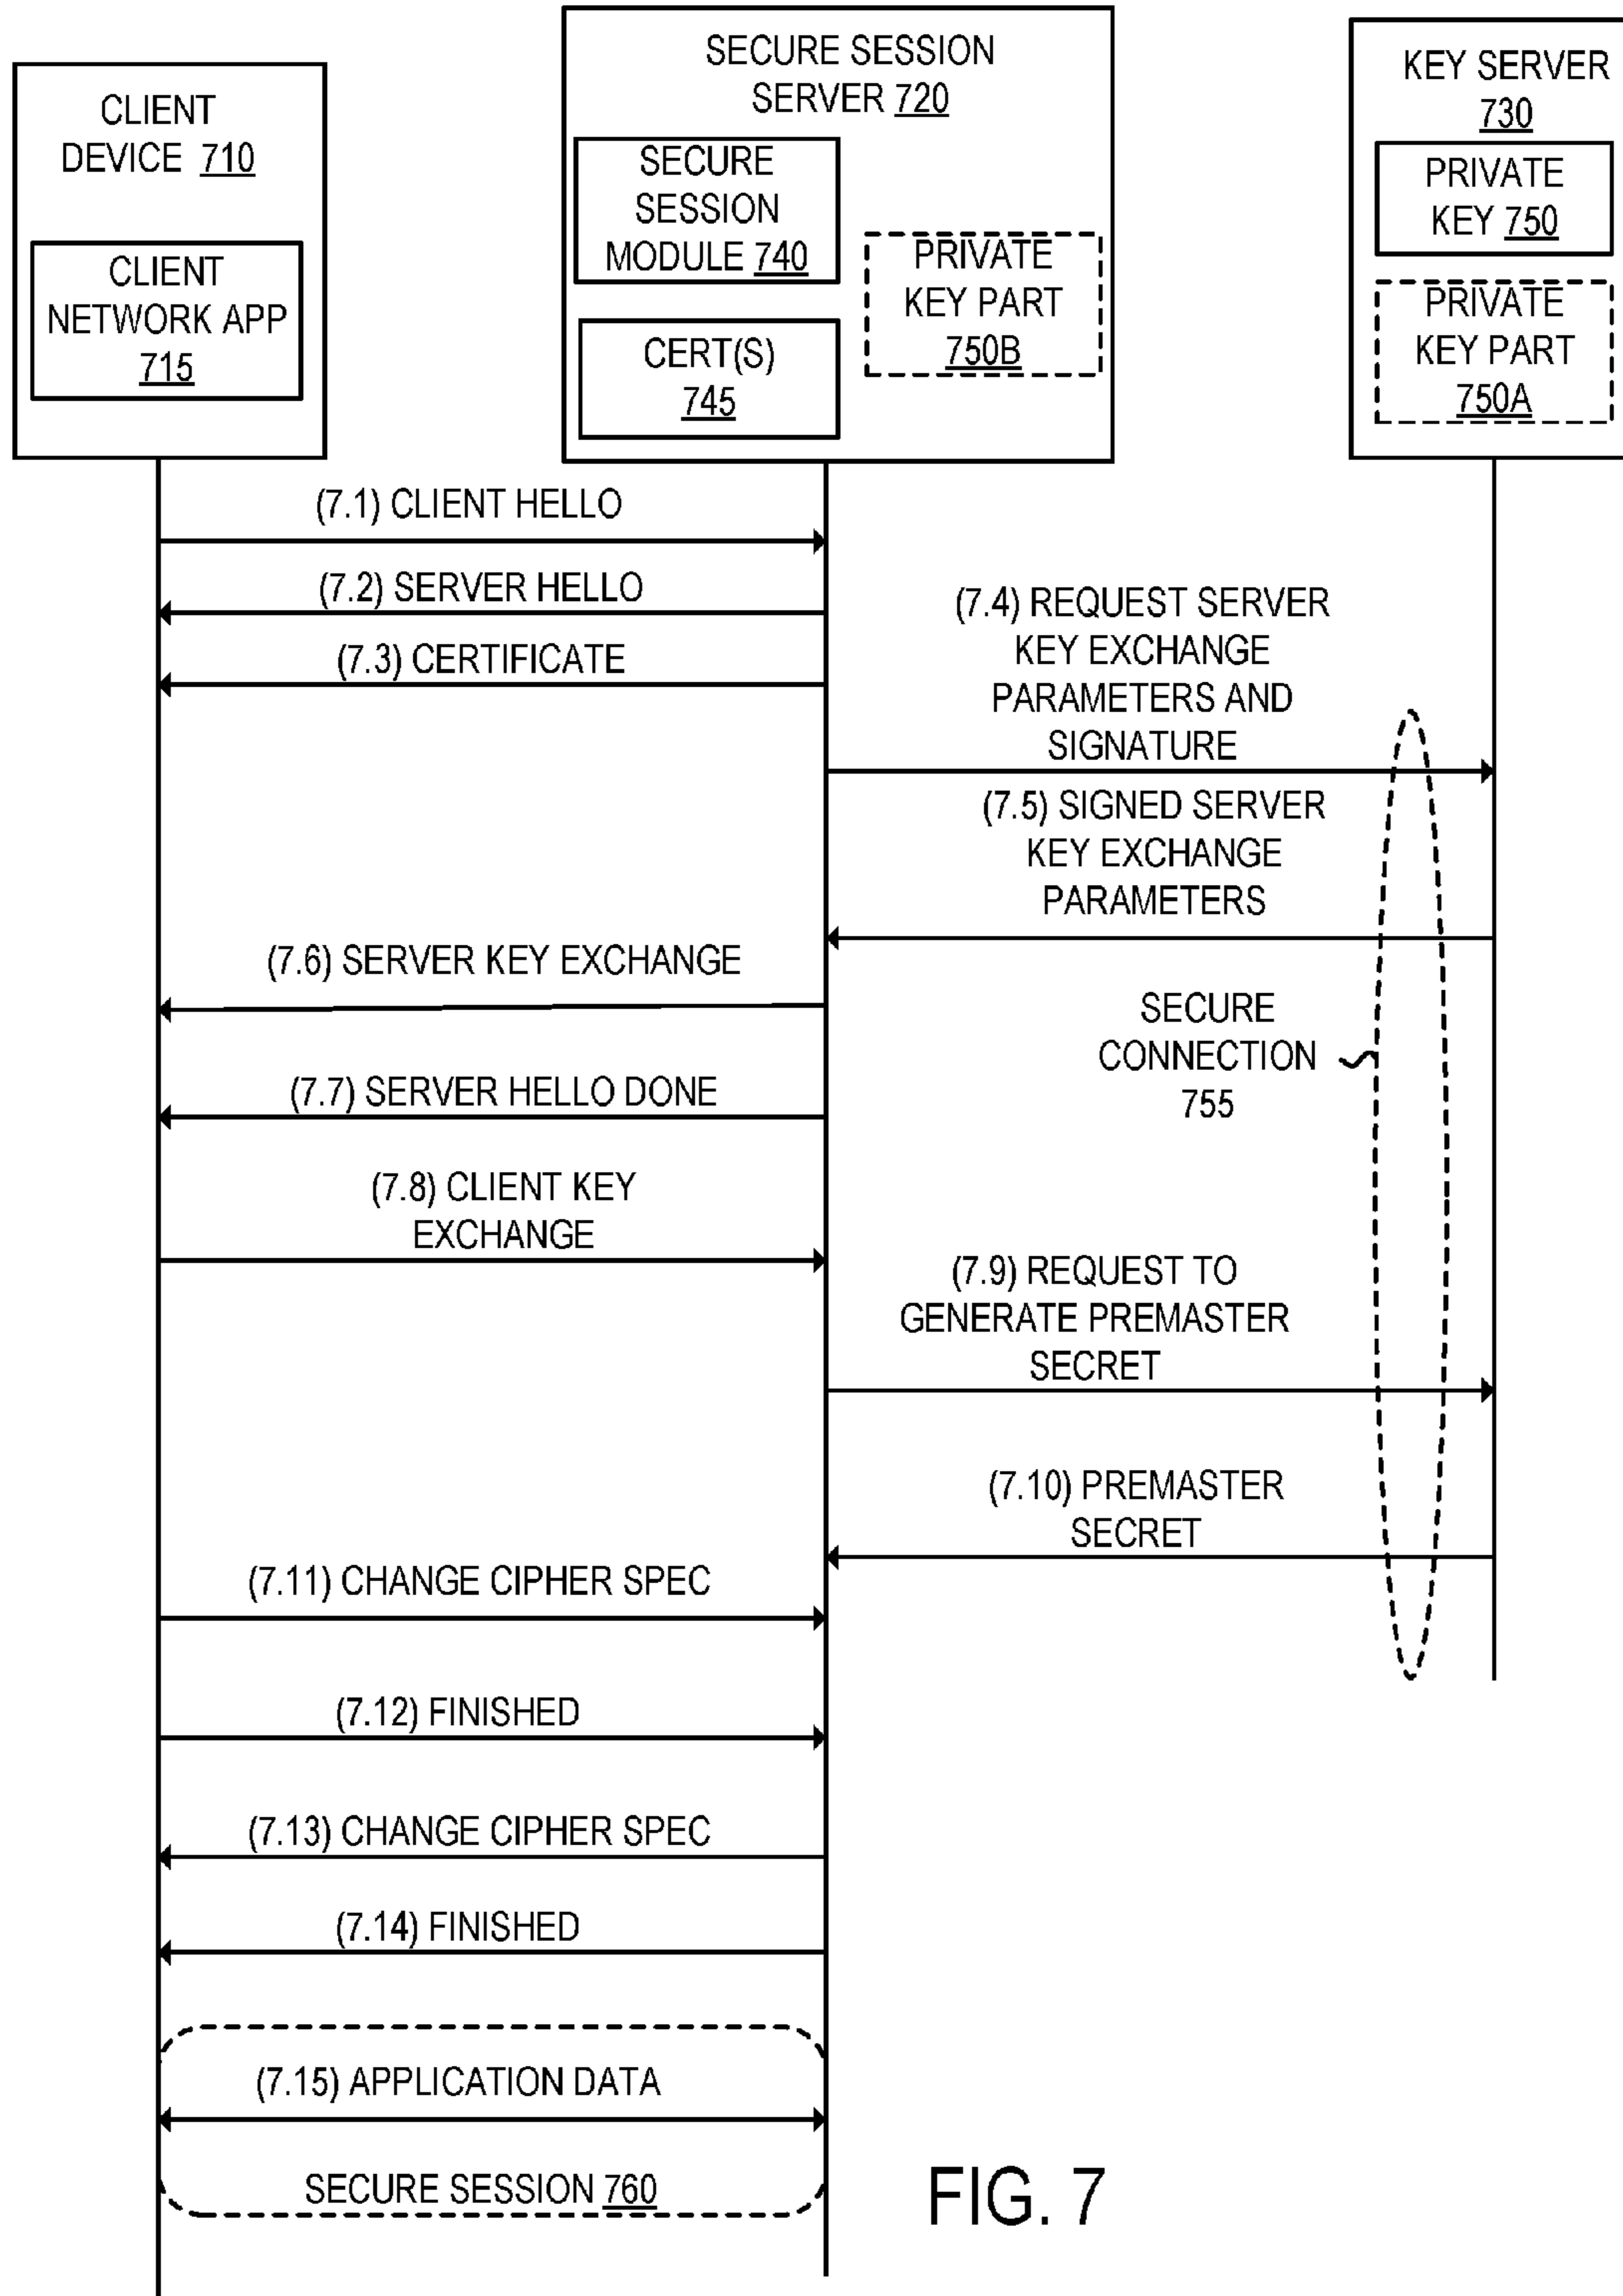 CLIENT
DEVICE 710
CLIENT
NETWORK APP
715
SECURE SESSION
SERVER 720
SECURE
SESSION
MODULE 740
CERT(S)
745
PRIVATE
KEY PART
750B
KEY SERVER
730
PRIVATE
KEY 750
PRIVATE
KEY PART
750A
(7.1) CLIENT HELLO
(7.2) SERVER HELLO
(7.3) CERTIFICATE
(7.4) REQUEST SERVER
KEY EXCHANGE
PARAMETERS AND
SIGNATURE
(7.5) SIGNED SERVER
KEY EXCHANGE
PARAMETERS
(7.6) SERVER KEY EXCHANGE
SECURE
CONNECTION
755
(7.7) SERVER HELLO DONE
(7.8) CLIENT KEY
EXCHANGE
(7.9) REQUEST TO
GENERATE PREMASTER
SECRET
(7.10) PREMASTER
SECRET
(7.11) CHANGE CIPHER SPEC
(7.12) FINISHED
(7.13) CHANGE CIPHER SPEC
(7.14) FINISHED
(7.15) APPLICATION DATA
SECURE SESSION 760
FIG. 7